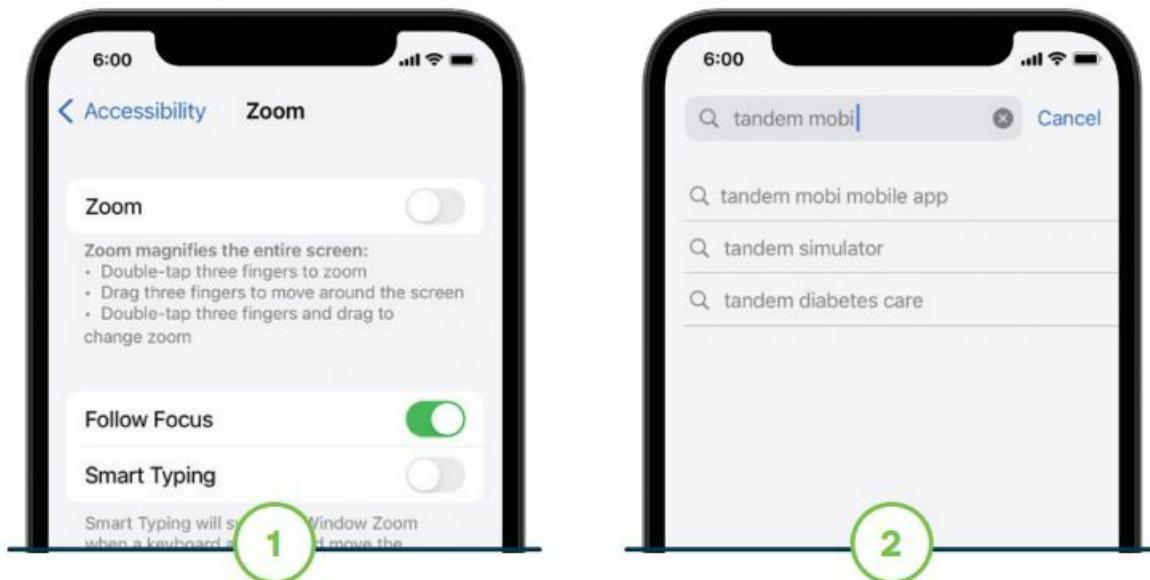 6:00
Accessibility Zoom
Zoom
Zoom magnifies the entire screen:
• Double-tap three fingers to zoom
• Drag three fingers to move around the screen
• Double-tap three fingers and drag to
change zoom
Follow Focus
Smart Typing
Smart Typing will Window Zoom
when a keyboard move the
1
6:00
tandem mobi Cancel
tandem mobi mobile app
tandem simulator
tandem diabetes care
2